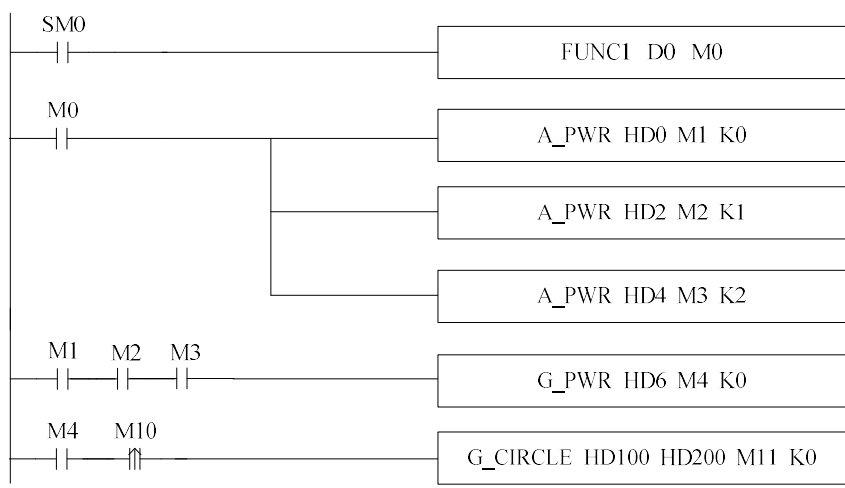 SM0
FUNC1 D0 M0
M0
A_PWR HD0 M1 K0
A_PWR HD2 M2 K1
A_PWR HD4 M3 K2
M1 M2 M3
G_PWR HD6 M4 K0
M4 M10
G_CIRCLE HD100 HD200 M11 K0